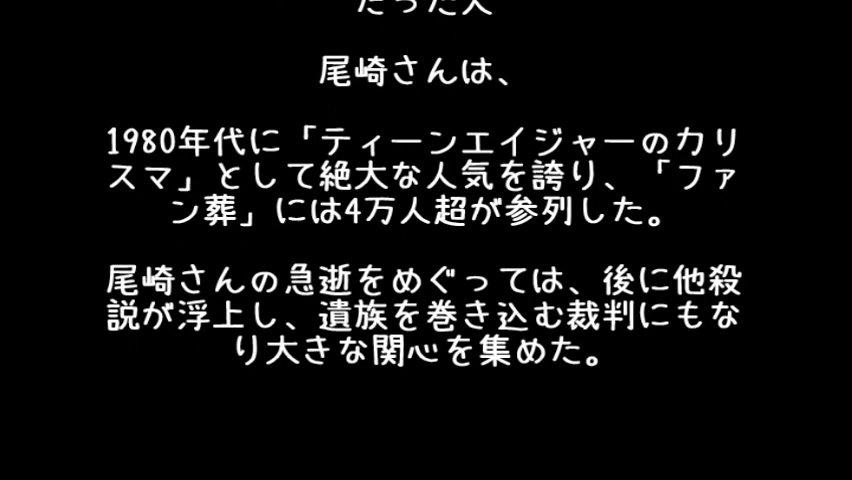 だった人
尾崎さんは、
1980年代に「ティーンエイジャーのカリ
スマ」として絶大な人気を誇り、「ファ
ン葬」には4万人超が参列した。
尾崎さんの急逝をめぐっては、後に他殺
説が浮上し、遺族を巻き込む裁判にもな
り大きな関心を集めた。